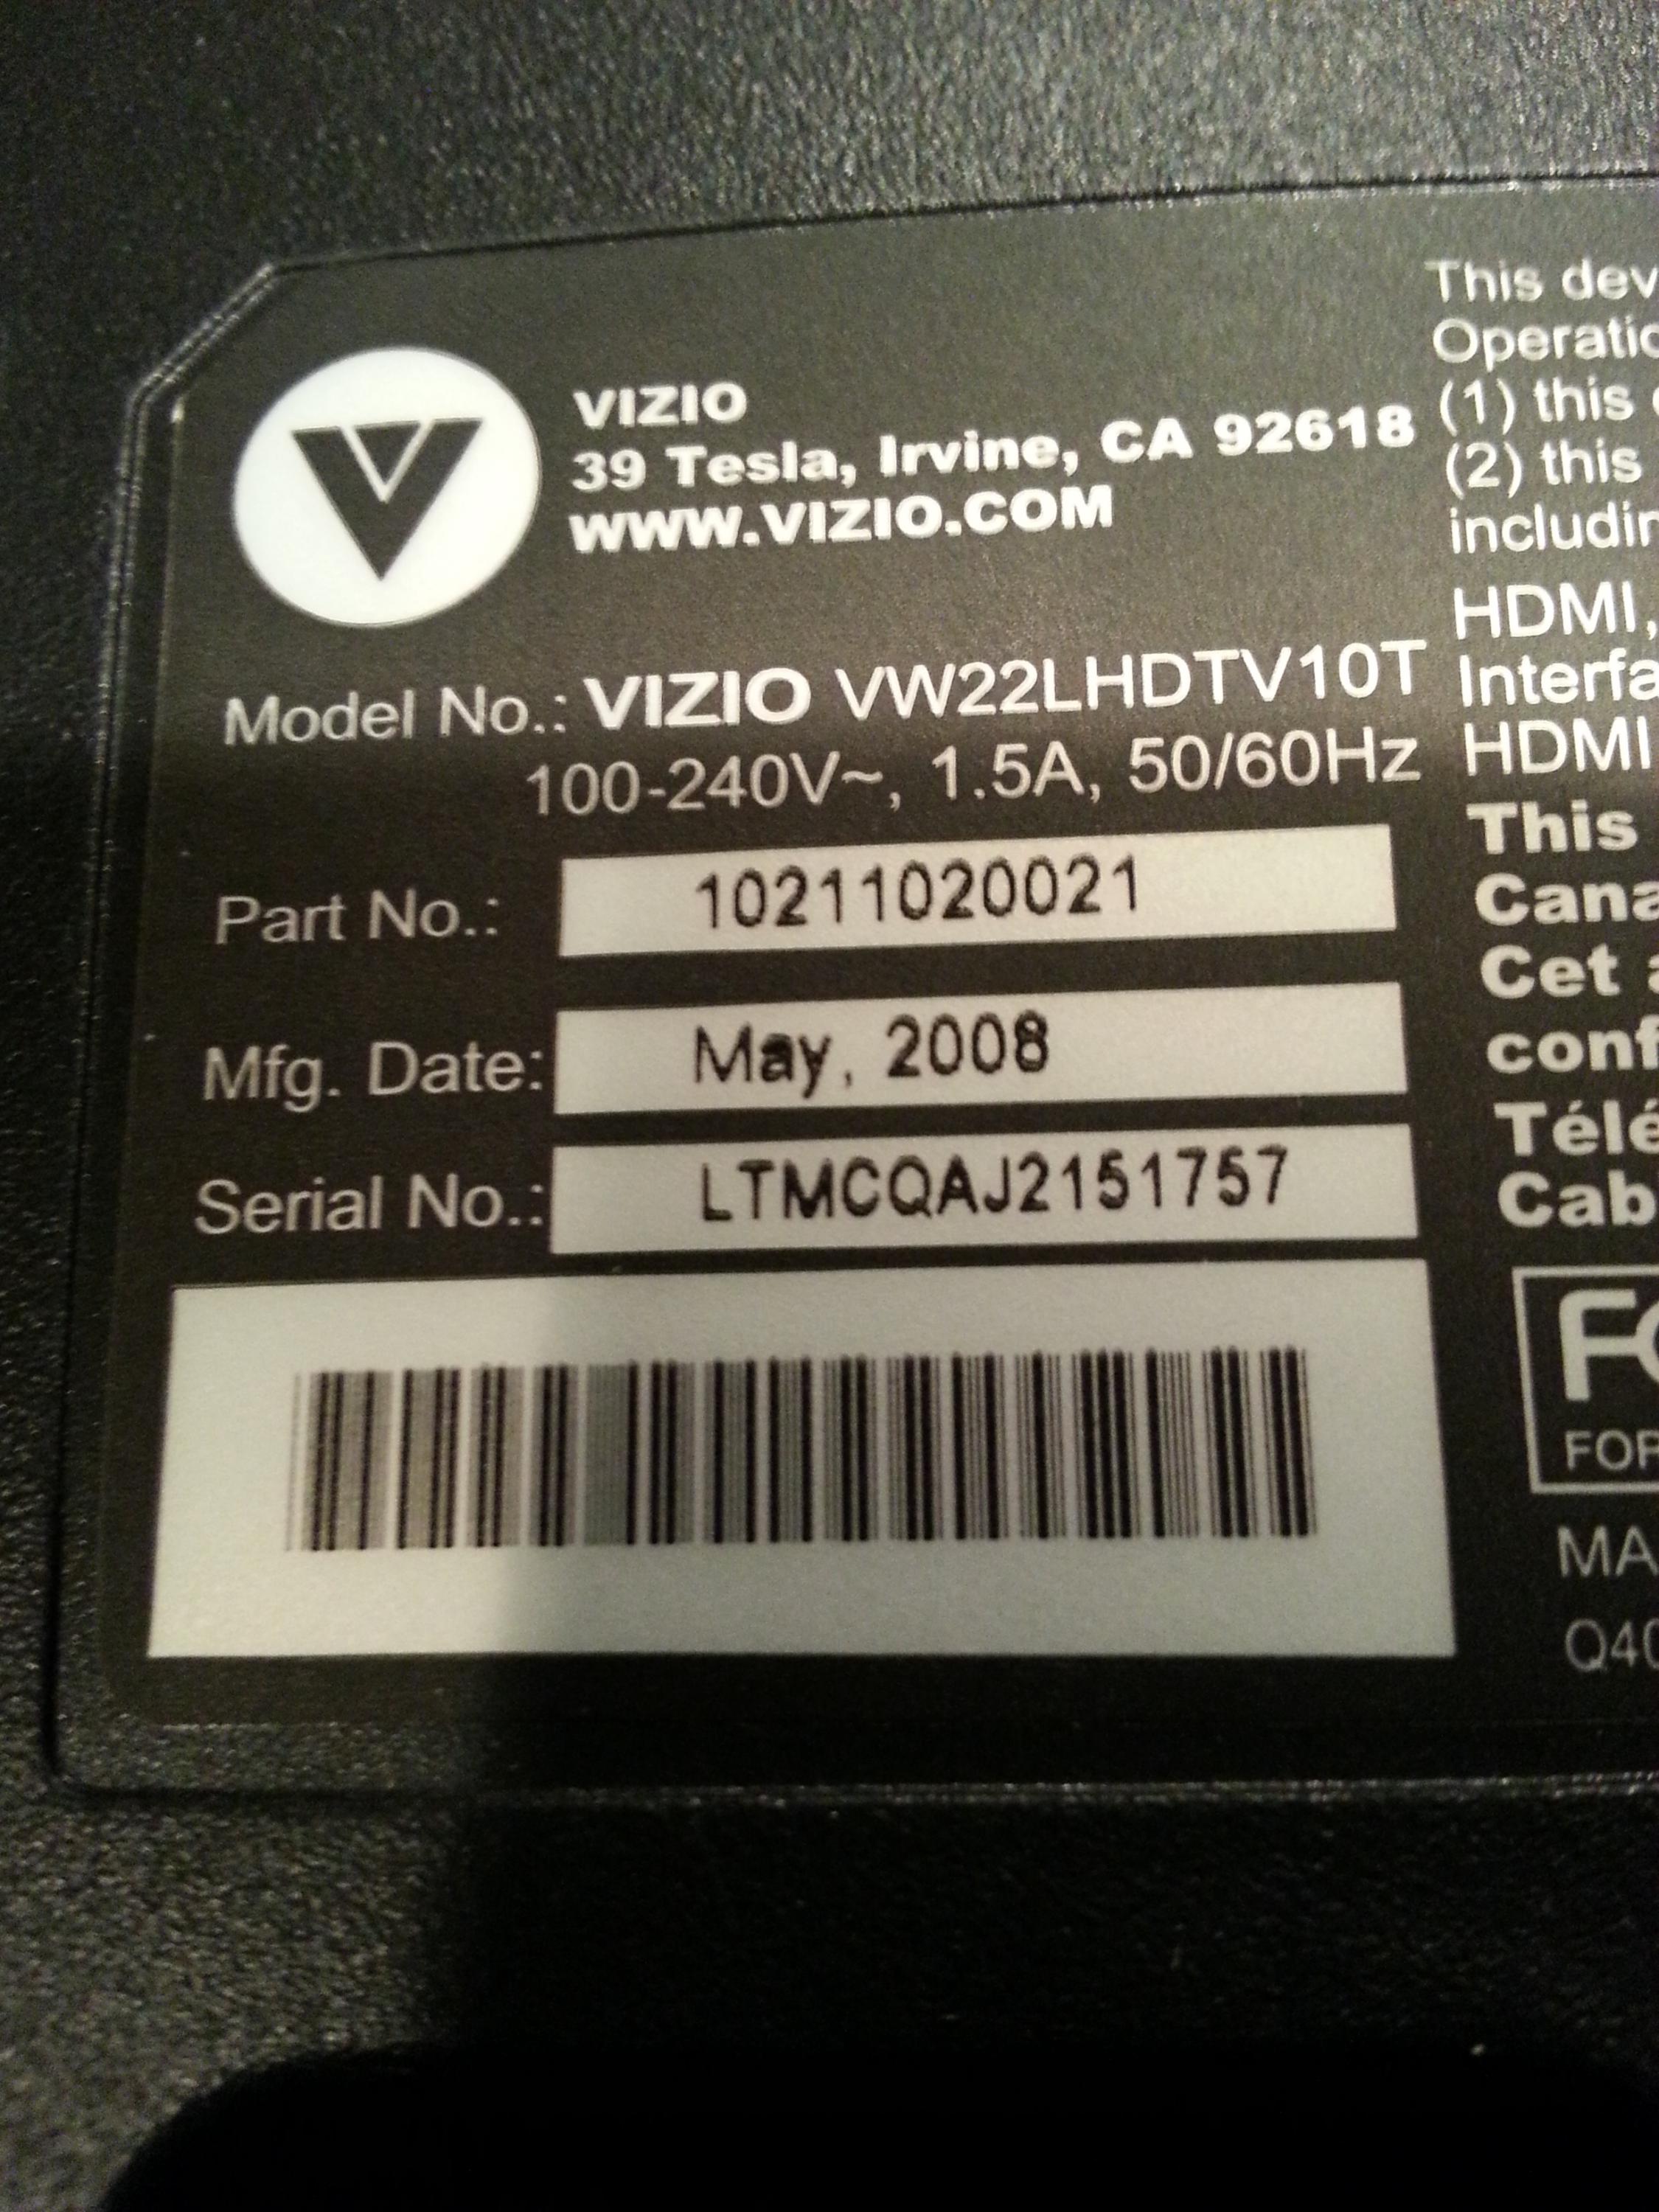 VIZIO
39 Tesla, Irvine, CA 92618
WWW.VIZIO.COM
Model No.: VIZIO VW22LHDTV10T
100-240V~, 1.5A, 50/60Hz
Part No.: 10211020021
Mfg. Date: May, 2008
Serial No.: LTMCQAJ2151757
This dev
Operatio
(1) this
(2) this
includin
HDMI,
Interfa
HDMI
This
Cana
Cet
conf
Télé
Cab
FC
FOR
MA
Q40